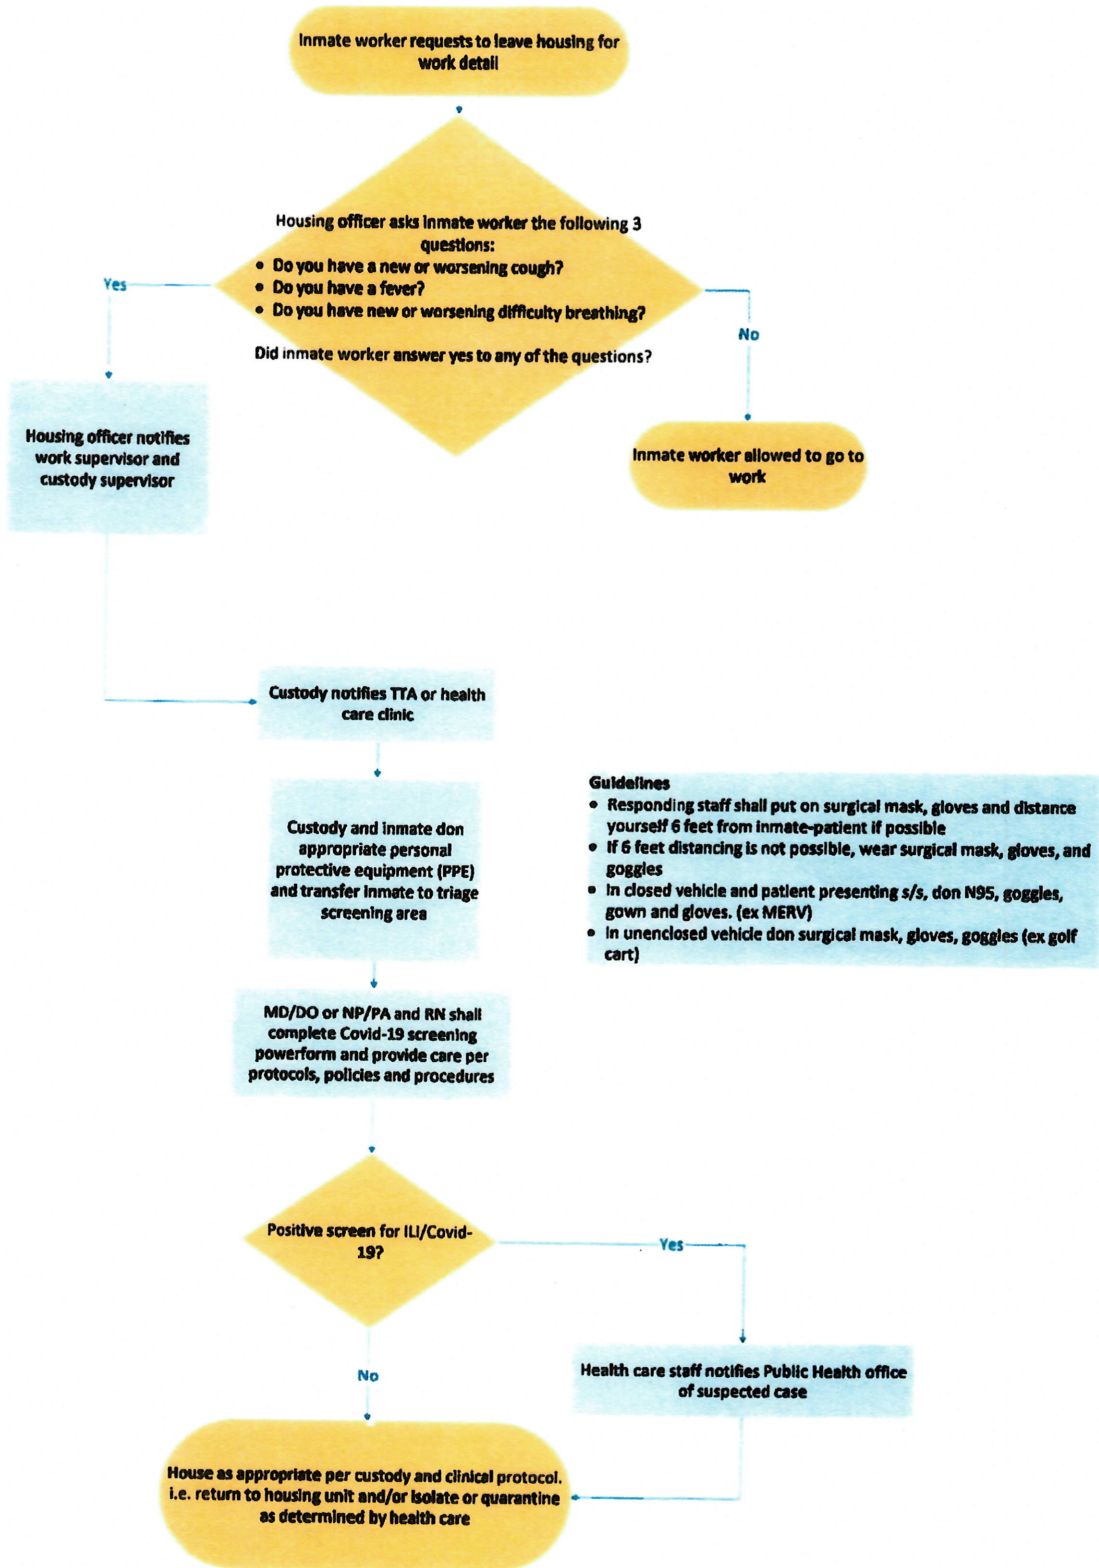 Inmate worker requests to leave housing for
work detail
Housing officer asks inmate worker the following 3
questions:
• Do you have a new or worsening cough?
• Do you have a fever?
• Do you have new or worsening difficulty breathing?
Did inmate worker answer yes to any of the questions?
Yes
No
Housing officer notifies
work supervisor and
custody supervisor
Inmate worker allowed to go to
work
Custody notifies TTA or health
care clinic
Custody and inmate don
appropriate personal
protective equipment (PPE)
and transfer inmate to triage
screening area
Guidelines
• Responding staff shall put on surgical mask, gloves and distance
yourself 6 feet from inmate-patient if possible
• If 6 feet distancing is not possible, wear surgical mask, gloves, and
goggles
• In closed vehicle and patient presenting s/s, don N95, goggles,
gown and gloves. (ex MERV)
• In unenclosed vehicle don surgical mask, gloves, goggles (ex golf
cart)
MD/DO or NP/PA and RN shall
complete Covid-19 screening
powerform and provide care per
protocols, policies and procedures
Positive screen for ILI/Covid-
19?
Yes
No
Health care staff notifies Public Health office
of suspected case
House as appropriate per custody and clinical protocol.
i.e. return to housing unit and/or isolate or quarantine
as determined by health care